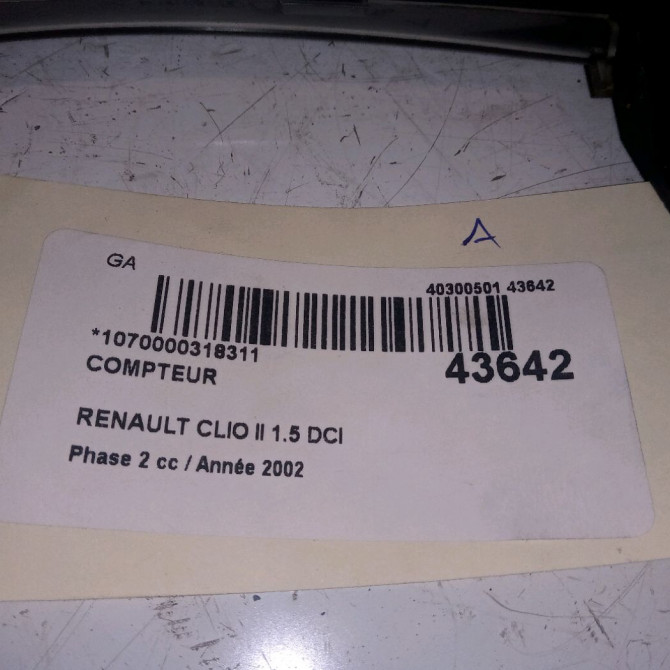 A
GA
40300501 43642
*1070000318311
43642
COMPTEUR
RENAULT CLIO II 1.5 DCI
Phase 2 cc / Année 2002